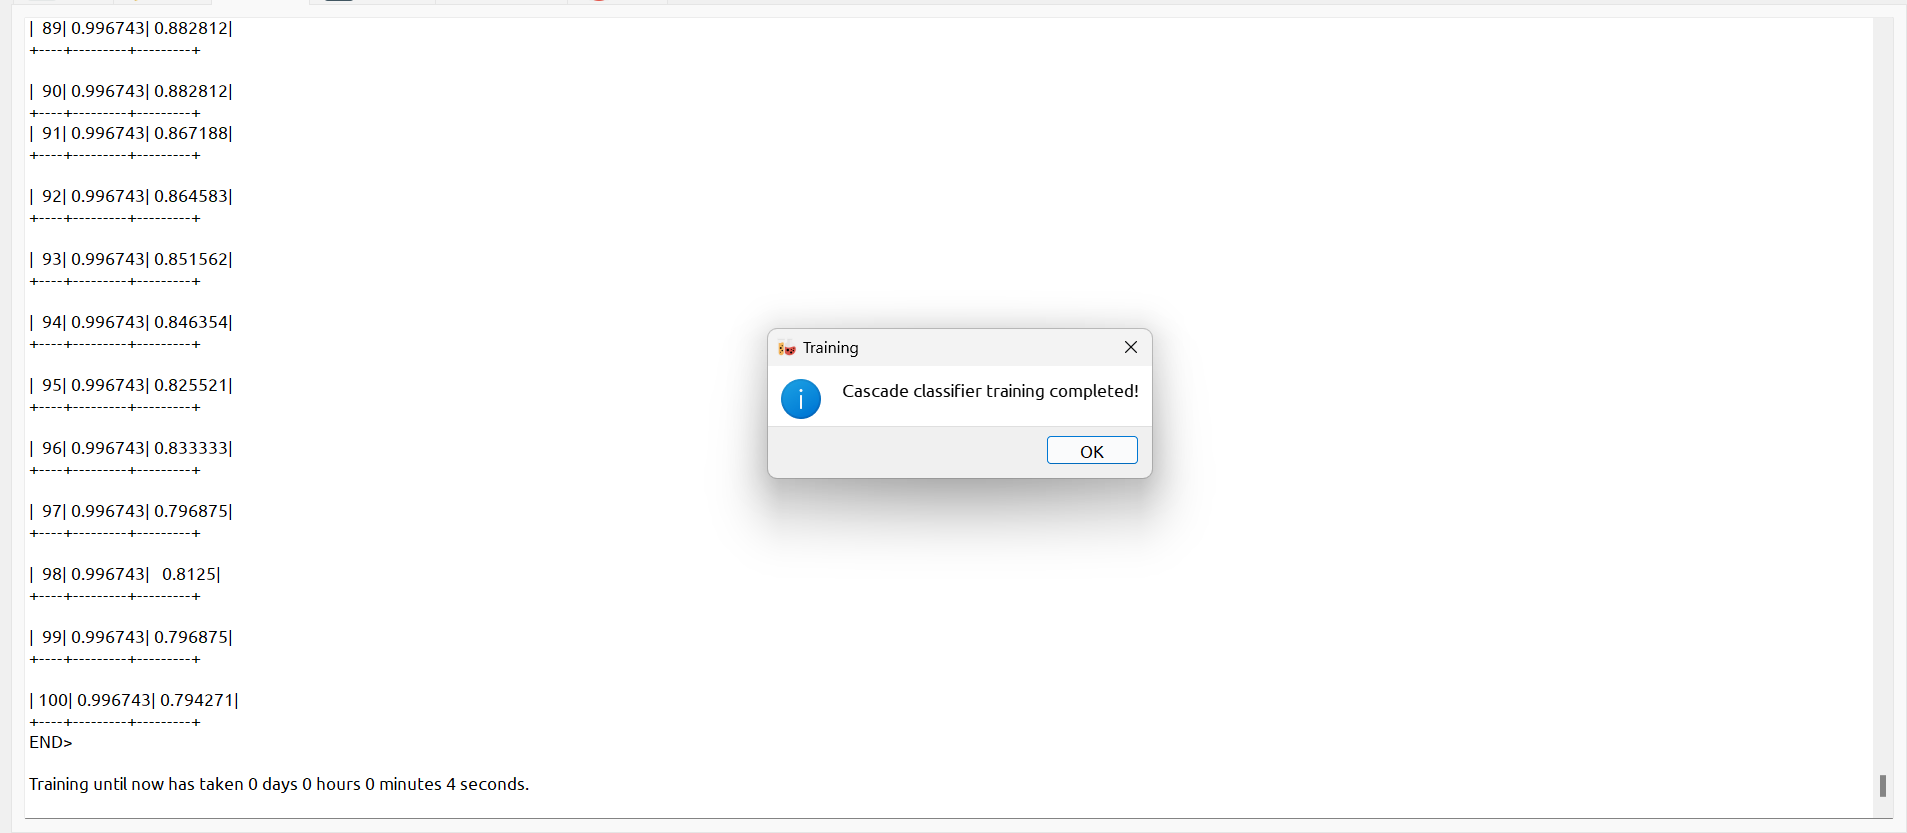 |  89| 0.996743| 0.882812|
+----+---------+---------+
|  90| 0.996743| 0.882812|
+----+---------+---------+
|  91| 0.996743| 0.867188|
+----+---------+---------+
|  92| 0.996743| 0.864583|
+----+---------+---------+
|  93| 0.996743| 0.851562|
+----+---------+---------+
|  94| 0.996743| 0.846354|
+----+---------+---------+
|  95| 0.996743| 0.825521|
+----+---------+---------+
|  96| 0.996743| 0.833333|
+----+---------+---------+
|  97| 0.996743| 0.796875|
+----+---------+---------+
|  98| 0.996743|   0.8125|
+----+---------+---------+
|  99| 0.996743| 0.796875|
+----+---------+---------+
| 100| 0.996743| 0.794271|
+----+---------+---------+
END>
Training until now has taken 0 days 0 hours 0 minutes 4 seconds.
Training
Cascade classifier training completed!
OK